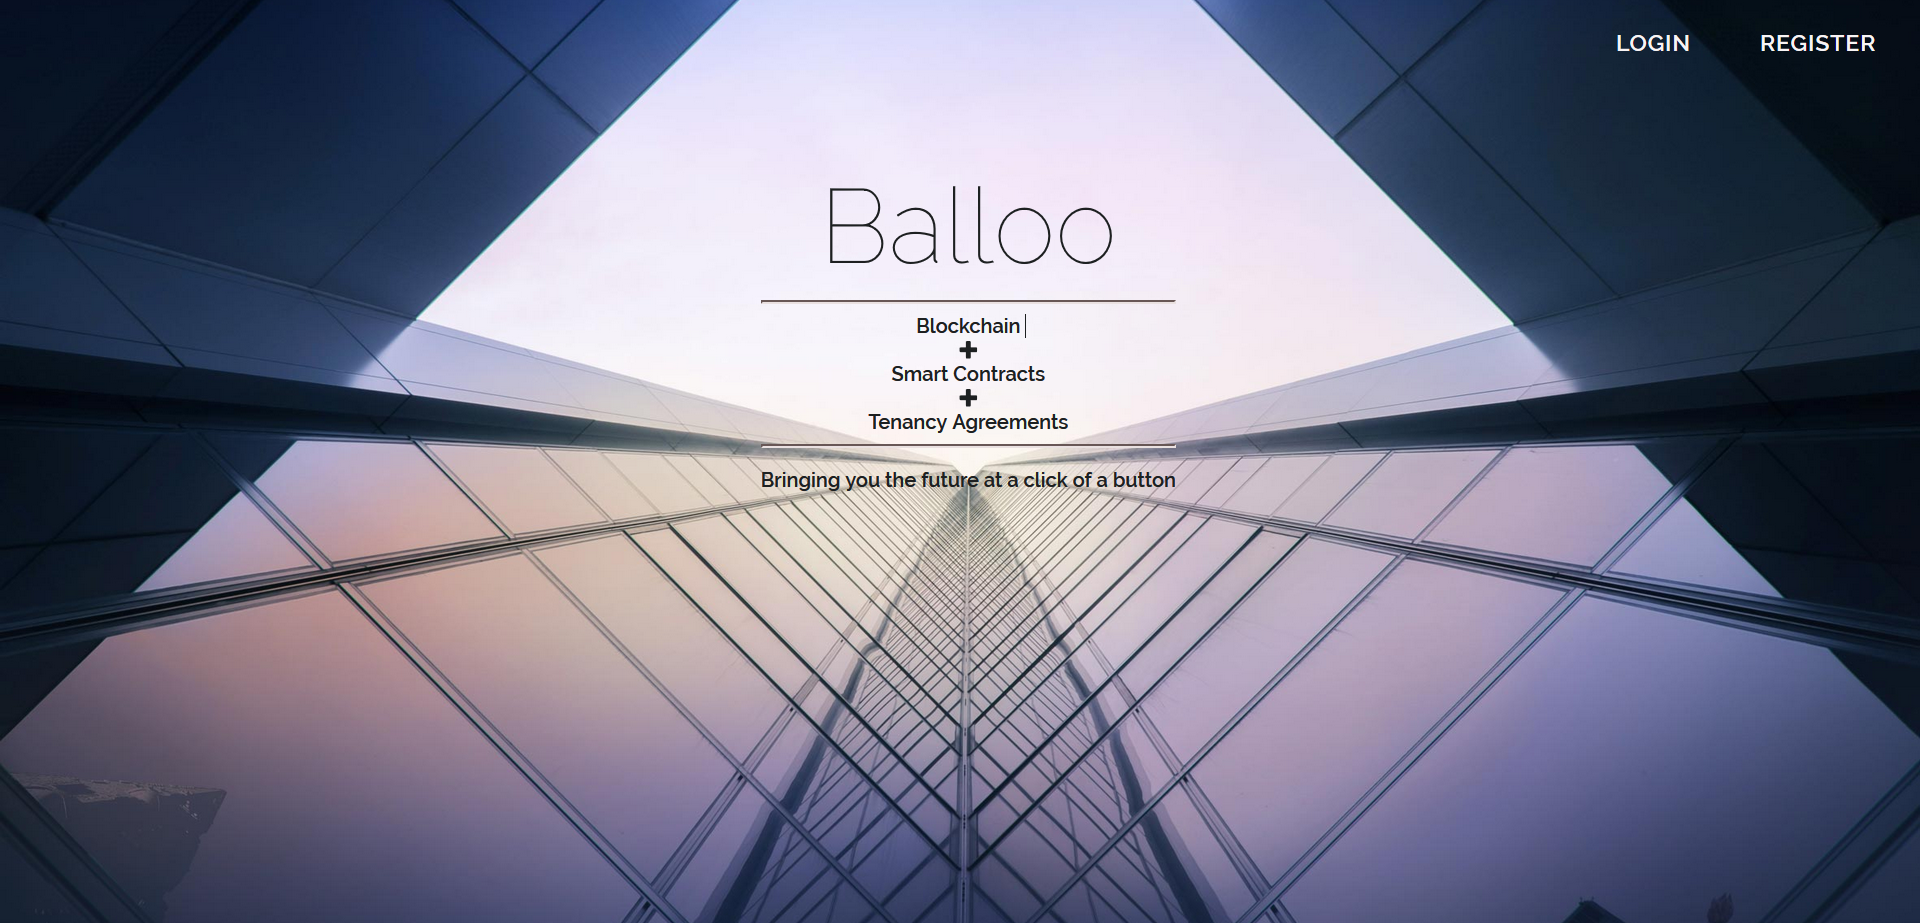 LOGIN REGISTER
Balloo
Blockchain
+
Smart Contracts
+
Tenancy Agreements
Bringing you the future at a click of a button